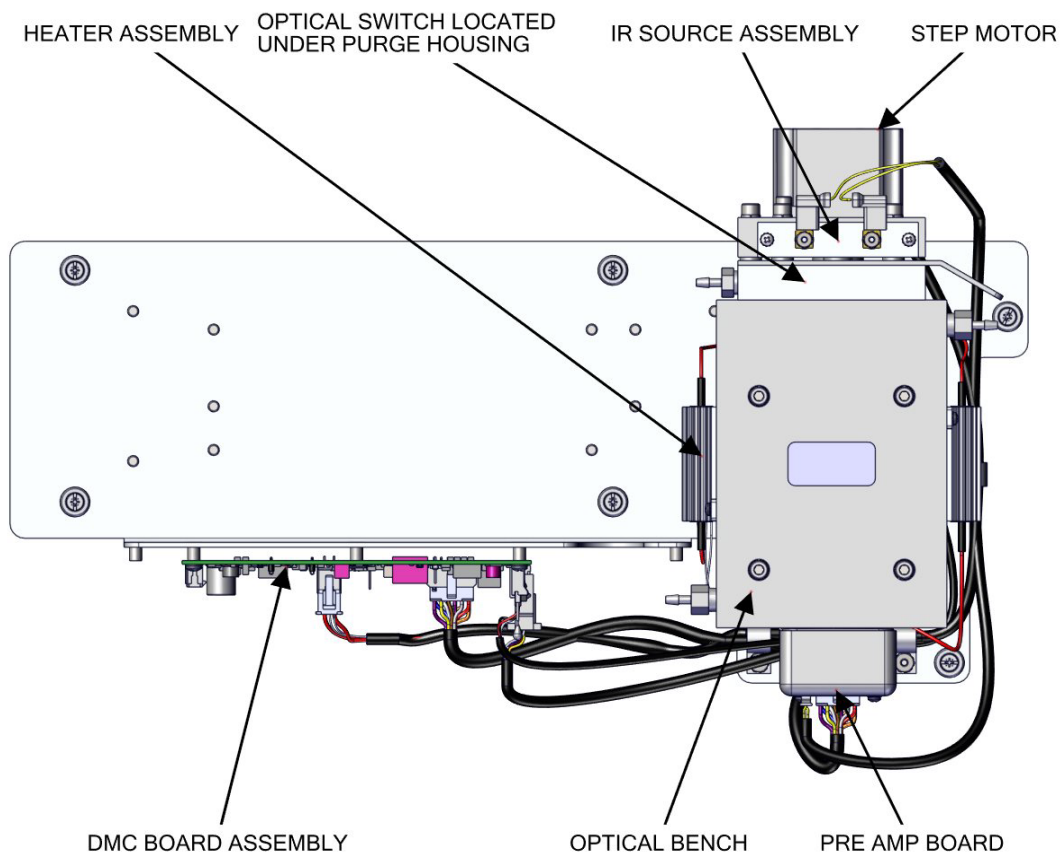 HEATER ASSEMBLY
OPTICAL SWITCH LOCATED
UNDER PURGE HOUSING
IR SOURCE ASSEMBLY
STEP MOTOR
DMC BOARD ASSEMBLY
OPTICAL BENCH
PRE AMP BOARD